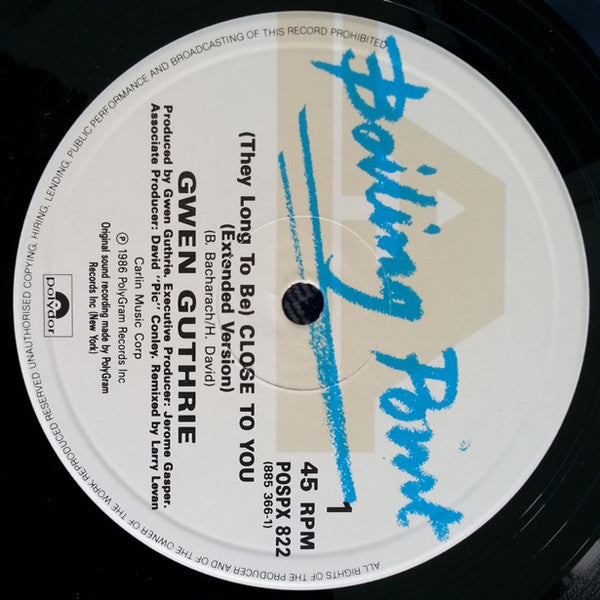 Boiling Point
1
45 RPM
POSPX 822
(885 366-1)
(They Long To Be) CLOSE TO YOU
(Extended Version)
(B. Bacharach/H. David)
GWEN GUTHRIE
Produced by Gwen Guthrie. Executive Producer: Jerome Gasper.
Associate Producer: David "Pic" Conley. Remixed by Larry Levan
Carlin Music Corp
℗ 1986 PolyGram Records Inc
Original sound recording made by PolyGram
Records Inc (New York)
polydor
ALL RIGHTS OF THE PRODUCER AND OF THE OWNER OF THE WORK REPRODUCED RESERVED UNAUTHORISED COPYING, HIRING, LENDING, PUBLIC PERFORMANCE AND BROADCASTING OF THIS RECORD PROHIBITED